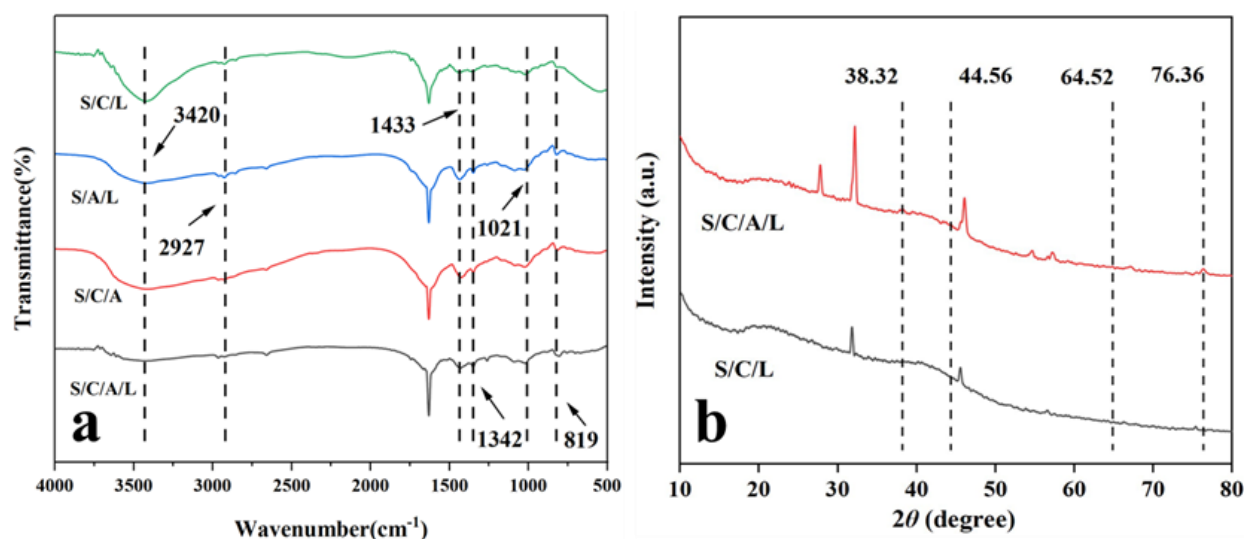 S/C/L
3420
1433
S/A/L
2927
1021
S/C/A
S/C/A/L
1342
819
a
Transmittance(%)
4000 3500 3000 2500 2000 1500 1000 500
Wavenumber(cm⁻¹)
38.32 44.56 64.52 76.36
S/C/A/L
S/C/L
b
Intensity (a.u.)
10 20 30 40 50 60 70 80
2θ (degree)